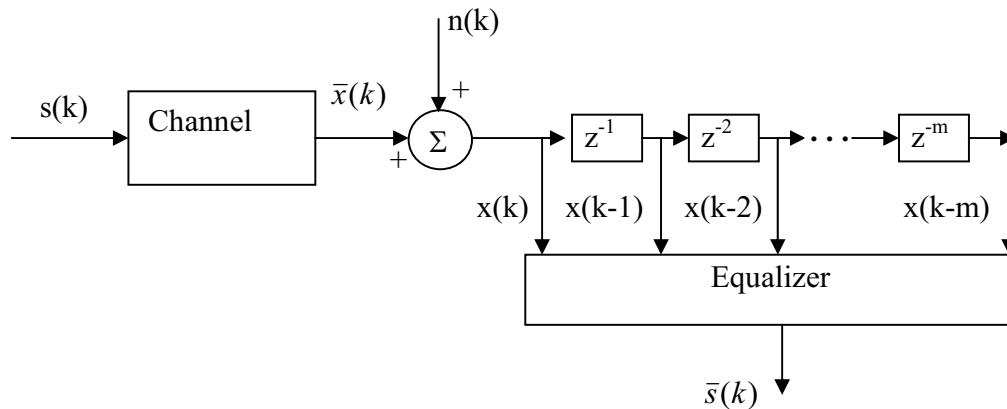 n(k)
s(k)
Channel
x̄(k)
+
+
Σ
z⁻¹
z⁻²
...
z⁻ᵐ
x(k)
x(k-1)
x(k-2)
x(k-m)
Equalizer
s̄(k)